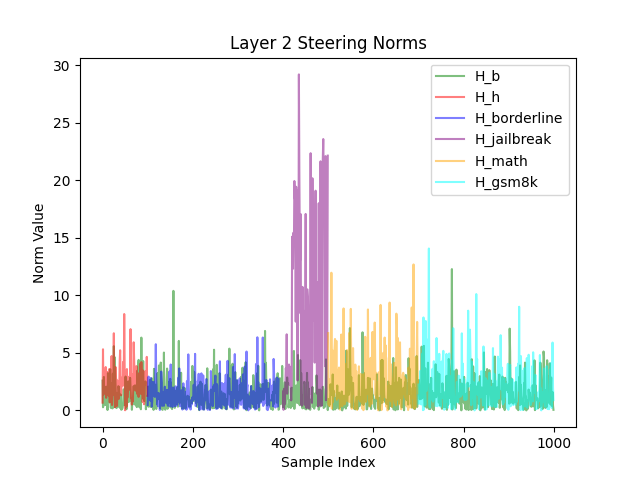 Layer 2 Steering Norms
30
25
20
15
10
5
0
Norm Value
H_b
H_h
H_borderline
H_jailbreak
H_math
H_gsm8k
0 200 400 600 800 1000
Sample Index